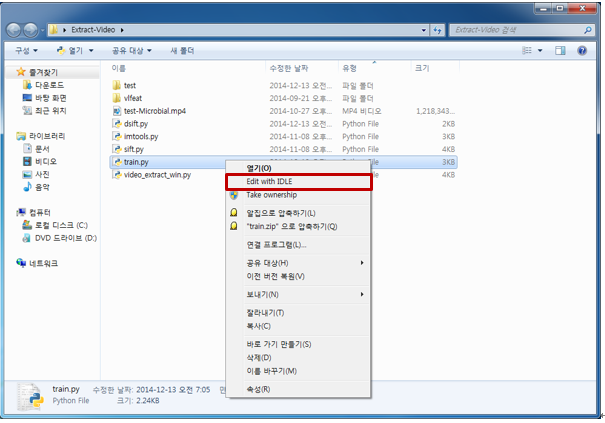 Extract-Video
Extract-Video 검색
구성 열기 공유 대상 새 폴더
이름 수정한 날짜 유형 크기
즐겨찾기
다운로드
바탕 화면
최근 위치
라이브러리
문서
비디오
사진
음악
컴퓨터
로컬 디스크 (C:)
DVD 드라이브 (D:)
네트워크
test 2014-12-13 오전... 파일 폴더
vlfeat 2014-09-21 오후... 파일 폴더
test-Microbial.mp4 2014-10-27 오후... MP4 비디오 1,218,343...
dsift.py 2014-12-13 오전... Python File 2KB
imtools.py 2014-11-08 오후... Python File 4KB
sift.py 2014-11-08 오후... Python File 4KB
train.py Python File 3KB
video_extract_win.py Python File 4KB
열기(O)
Edit with IDLE
Take ownership
알집으로 압축하기(L)
"train.zip" 으로 압축하기(Q)
연결 프로그램(L)...
공유 대상(H)
이전 버전 복원(V)
보내기(N)
잘라내기(T)
복사(C)
바로 가기 만들기(S)
삭제(D)
이름 바꾸기(M)
속성(R)
train.py 수정한 날짜: 2014-12-13 오전 7:05
Python File 크기: 2.24KB